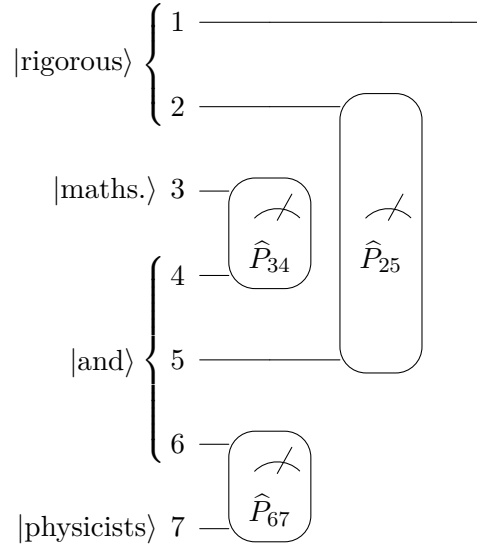 1
|rigorous⟩
2
|maths.⟩ 3
P̂₃₄ P̂₂₅
4
|and⟩ 5
6
P̂₆₇
|physicists⟩ 7